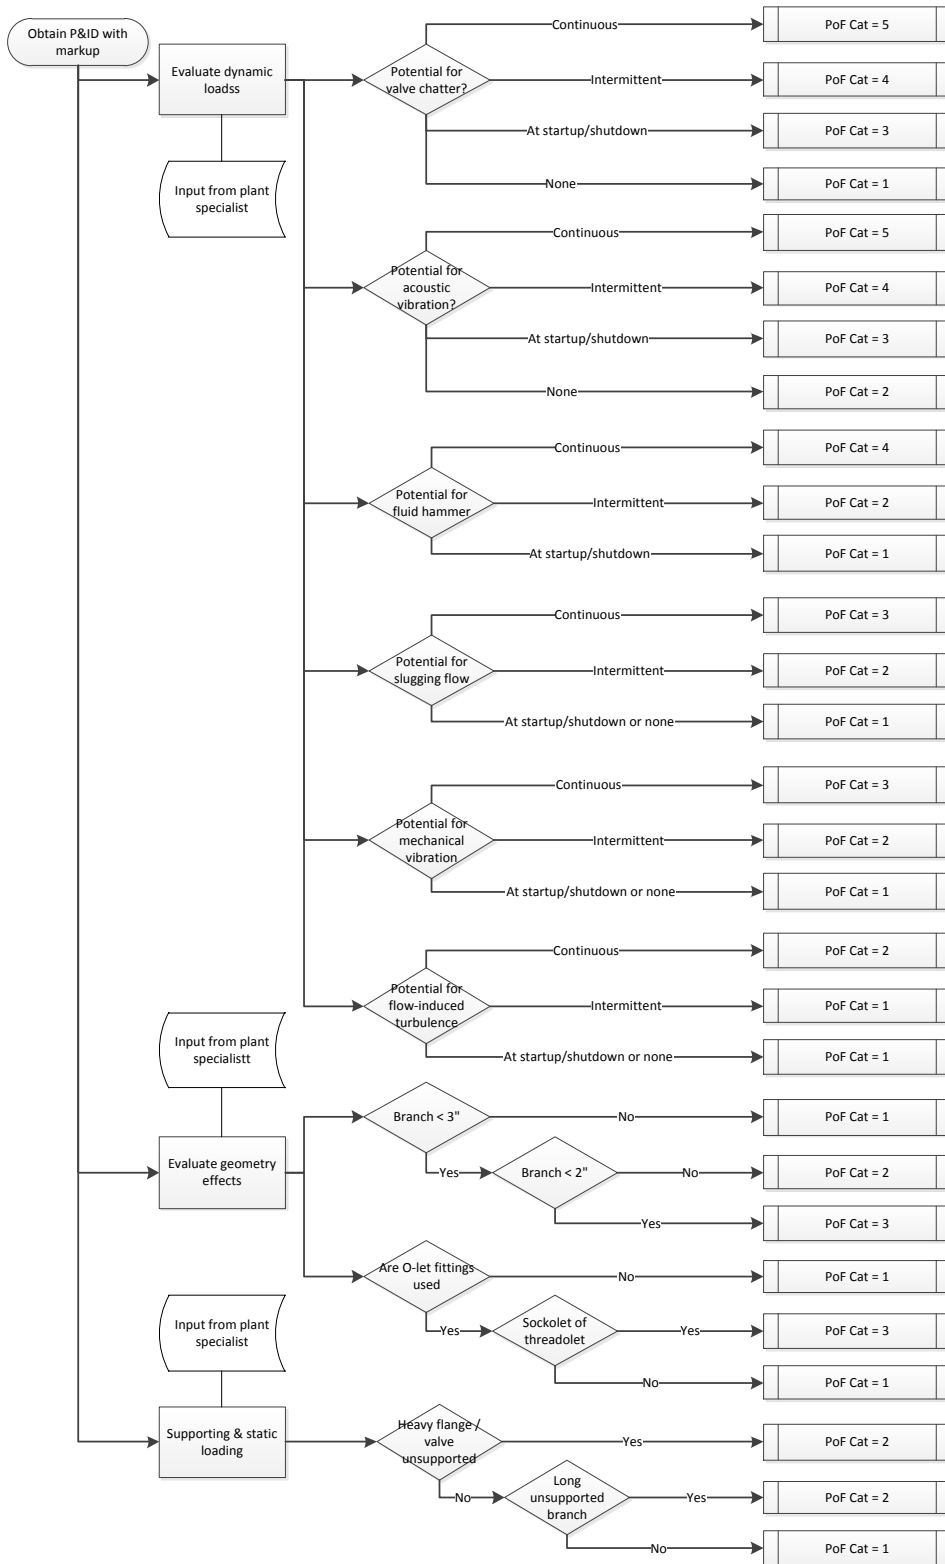 Obtain P&ID with
markup
Evaluate dynamic
loadss
Input from plant
specialist
Potential for
valve chatter?
Continuous
PoF Cat = 5
Intermittent
PoF Cat = 4
At startup/shutdown
PoF Cat = 3
None
PoF Cat = 1
Potential for
acoustic
vibration?
Continuous
PoF Cat = 5
Intermittent
PoF Cat = 4
At startup/shutdown
PoF Cat = 3
None
PoF Cat = 2
Potential for
fluid hammer
Continuous
PoF Cat = 4
Intermittent
PoF Cat = 2
At startup/shutdown
PoF Cat = 1
Potential for
slugging flow
Continuous
PoF Cat = 3
Intermittent
PoF Cat = 2
At startup/shutdown or none
PoF Cat = 1
Potential for
mechanical
vibration
Continuous
PoF Cat = 3
Intermittent
PoF Cat = 2
At startup/shutdown or none
PoF Cat = 1
Potential for
flow-induced
turbulence
Continuous
PoF Cat = 2
Intermittent
PoF Cat = 1
At startup/shutdown or none
PoF Cat = 1
Input from plant
specialistt
Evaluate geometry
effects
Branch < 3"
No
PoF Cat = 1
Yes
Branch < 2"
No
PoF Cat = 2
Yes
PoF Cat = 3
Are O-let fittings
used
No
PoF Cat = 1
Yes
Sockolet of
threadolet
Yes
PoF Cat = 3
No
PoF Cat = 1
Input from plant
specialist
Supporting & static
loading
Heavy flange /
valve
unsupported
Yes
PoF Cat = 2
No
Long
unsupported
branch
Yes
PoF Cat = 2
No
PoF Cat = 1